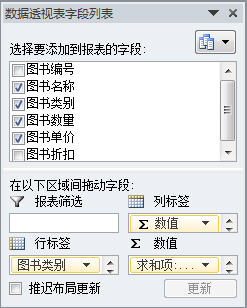 数据透视表字段列表
选择要添加到报表的字段:
图书编号
图书名称
图书类别
图书数量
图书单价
图书折扣
在以下区域间拖动字段:
报表筛选
列标签
Σ 数值
行标签
Σ 数值
图书类别
求和项:...
推迟布局更新
更新